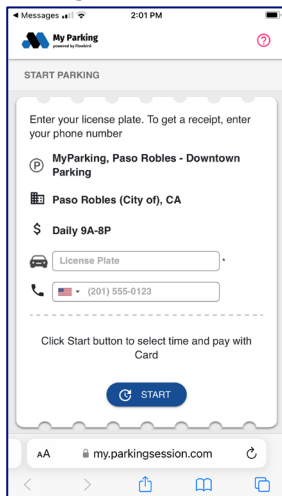 Messages
2:01 PM
My Parking
powered by Flowbird
START PARKING
Enter your license plate. To get a receipt, enter
your phone number
P
MyParking, Paso Robles - Downtown
Parking
Paso Robles (City of), CA
$ Daily 9A-8P
License Plate *
(201) 555-0123
Click Start button to select time and pay with
Card
START
AA my.parkingsession.com